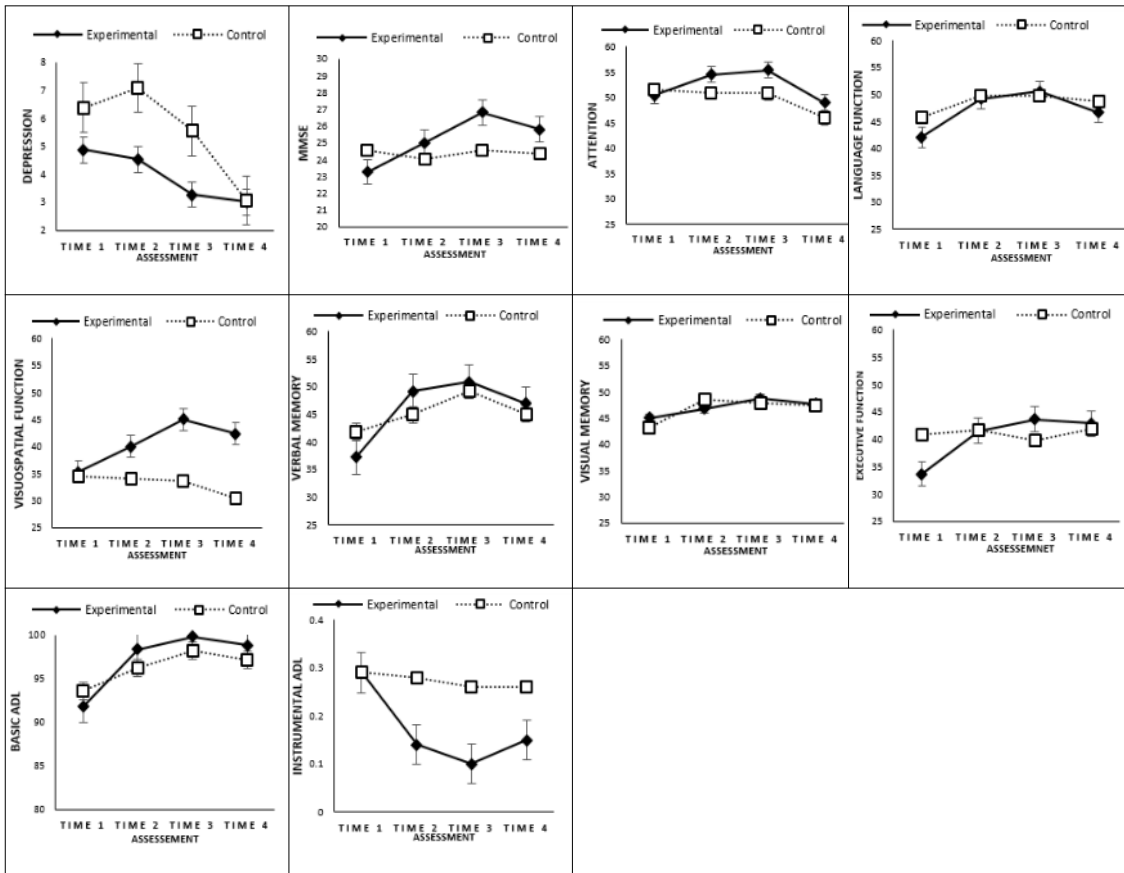 Experimental Control
8
7
6
5
4
3
2
DEPRESSION
TIME 1 TIME 2 TIME 3 TIME 4
ASSESSMENT
Experimental Control
30
29
28
27
26
25
24
23
22
21
20
MMSE
TIME 1 TIME 2 TIME 3 TIME 4
ASSESSMENT
Experimental Control
60
55
50
45
40
35
30
25
ATTENTION
TIME 1 TIME 2 TIME 3 TIME 4
ASSESSMENT
Experimental Control
60
55
50
45
40
35
30
25
LANGUAGE FUNCTION
TIME 1 TIME 2 TIME 3 TIME 4
ASSESSMENT
Experimental Control
60
55
50
45
40
35
30
25
VISUOSPATIAL FUNCTION
TIME 1 TIME 2 TIME 3 TIME 4
ASSESSMENT
Experimental Control
60
55
50
45
40
35
30
25
VERBAL MEMORY
TIME 1 TIME 2 TIME 3 TIME 4
ASSESSMENT
Experimental Control
60
55
50
45
40
35
30
25
VISUAL MEMORY
TIME 1 TIME 2 TIME 3 TIME 4
ASSESSMENT
Experimental Control
60
55
50
45
40
35
30
25
EXECUTIVE FUNCTION
TIME 1 TIME 2 TIME 3 TIME 4
ASSESSEMNET
Experimental Control
100
95
90
85
80
BASIC ADL
TIME 1 TIME 2 TIME 3 TIME 4
ASSESSEMENT
Experimental Control
0.4
0.3
0.2
0.1
0
INSTRUMENTAL ADL
TIME 1 TIME 2 TIME 3 TIME 4
ASSESSMENT